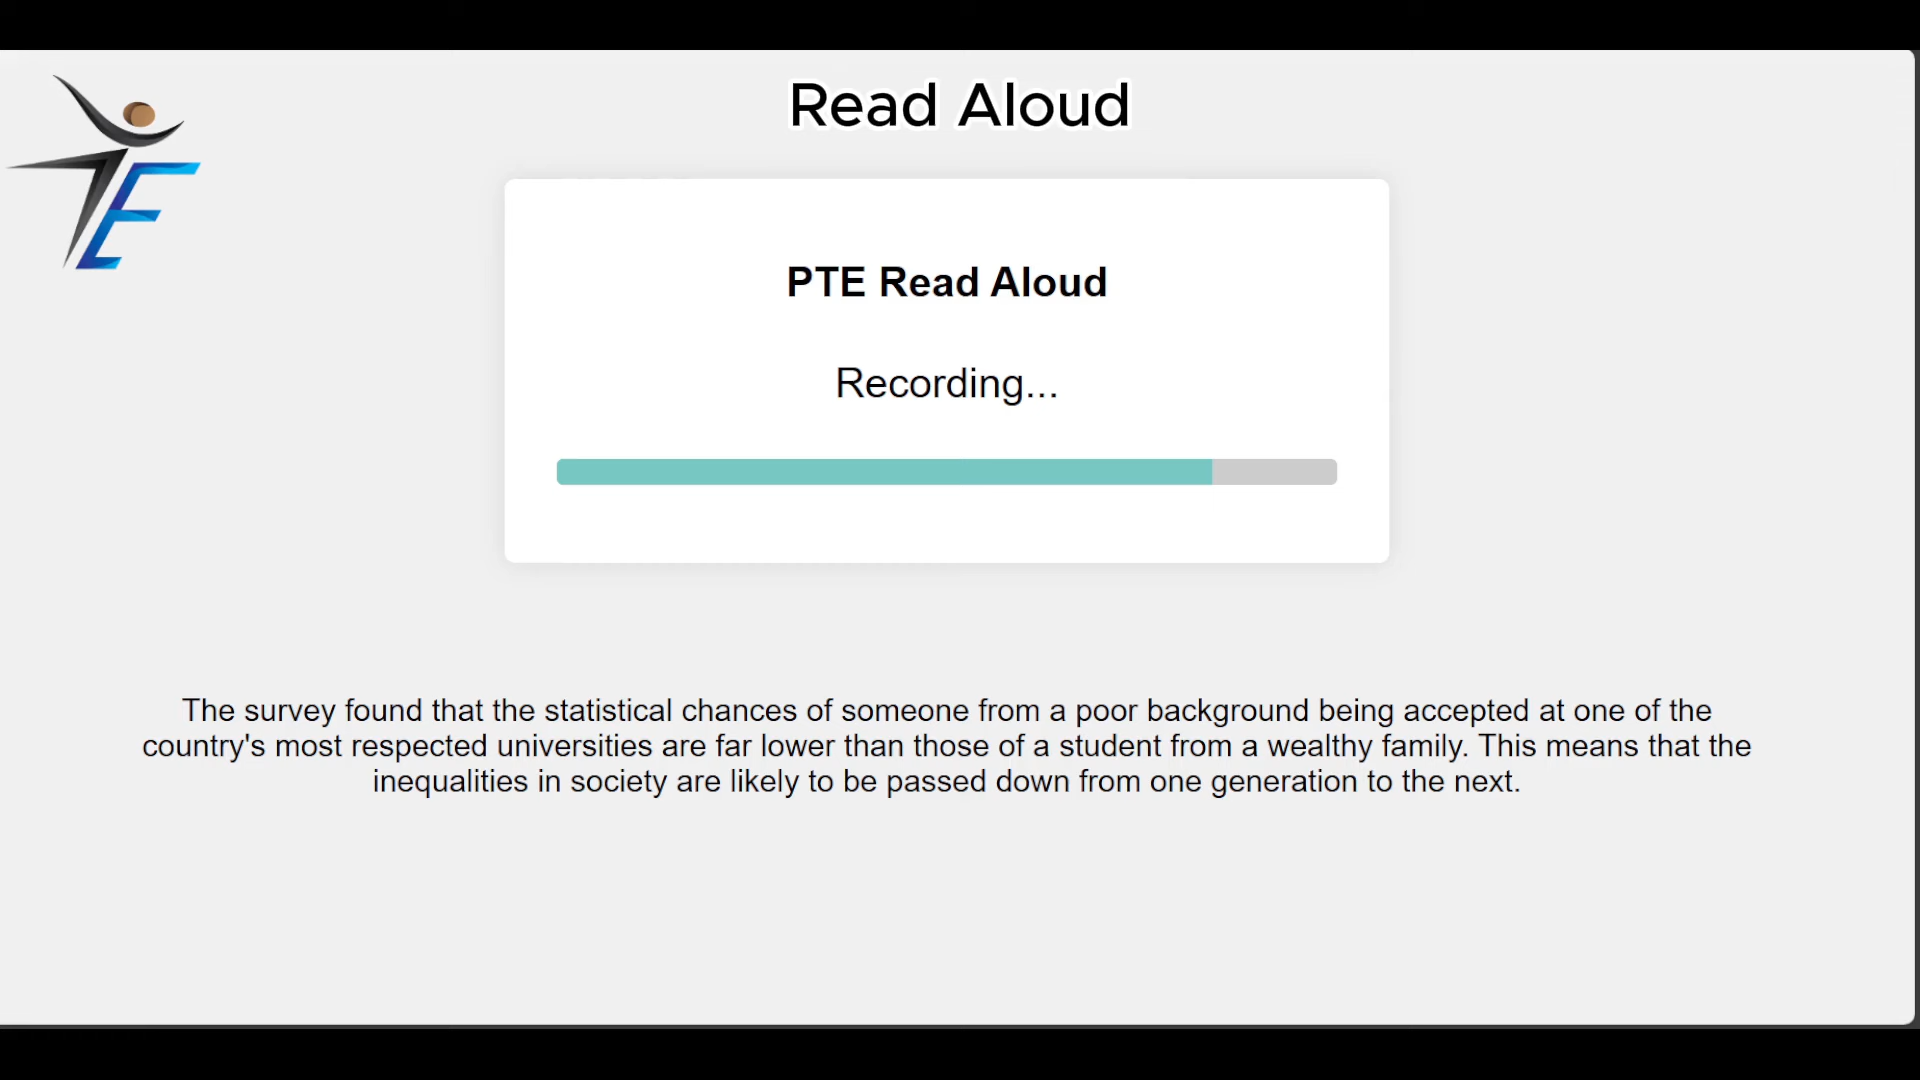 Read Aloud
PTE Read Aloud
Recording...
The survey found that the statistical chances of someone from a poor background being accepted at one of the
country's most respected universities are far lower than those of a student from a wealthy family. This means that the
inequalities in society are likely to be passed down from one generation to the next.